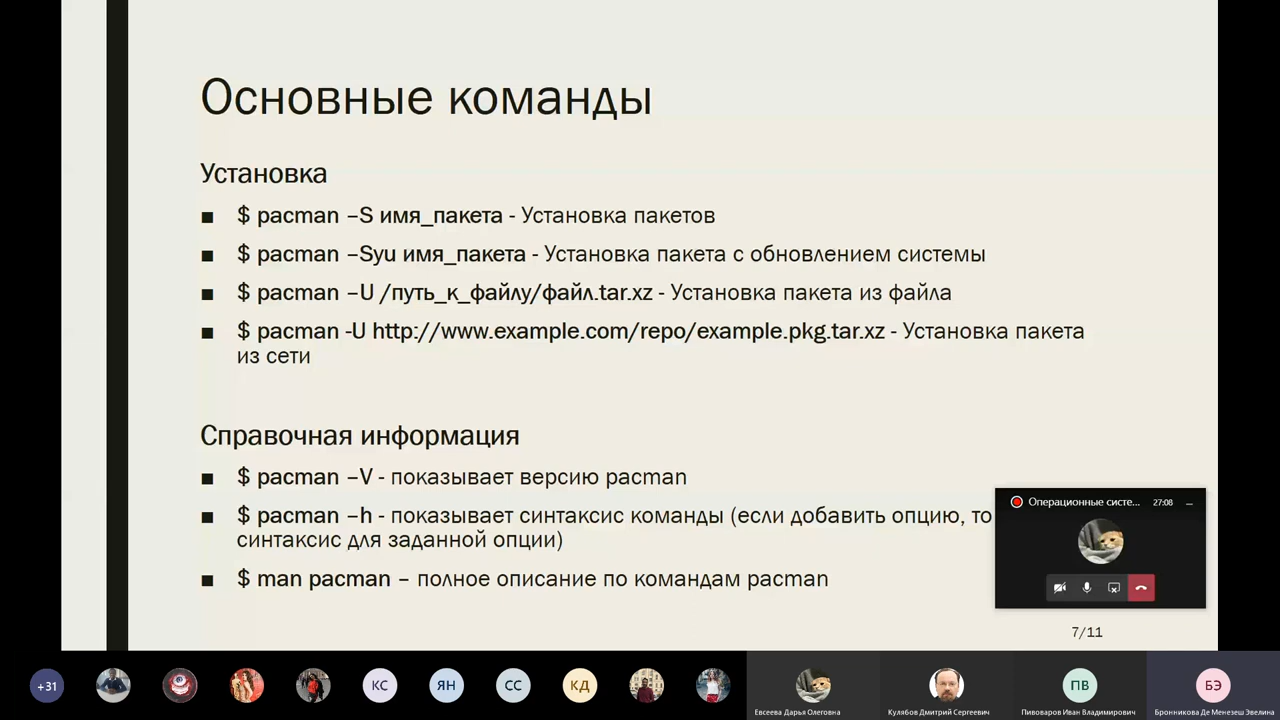 Основные команды
Установка
■ $ pacman –S имя_пакета - Установка пакетов
■ $ pacman –Syu имя_пакета - Установка пакета с обновлением системы
■ $ pacman –U /путь_к_файлу/файл.tar.xz - Установка пакета из файла
■ $ pacman -U http://www.example.com/repo/example.pkg.tar.xz - Установка пакета
из сети
Справочная информация
■ $ pacman –V - показывает версию pacman
■ $ pacman –h - показывает синтаксис команды (если добавить опцию, то
синтаксис для заданной опции)
■ $ man pacman – полное описание по командам pacman
Операционные систе... 27:08
7/11
+31 КС ЯН СС КД ПВ БЭ
Евсеева Дарья Олеговна Кулябов Дмитрий Сергеевич Пивоваров Иван Владимирович Бронникова Де Менезеш Эвелина